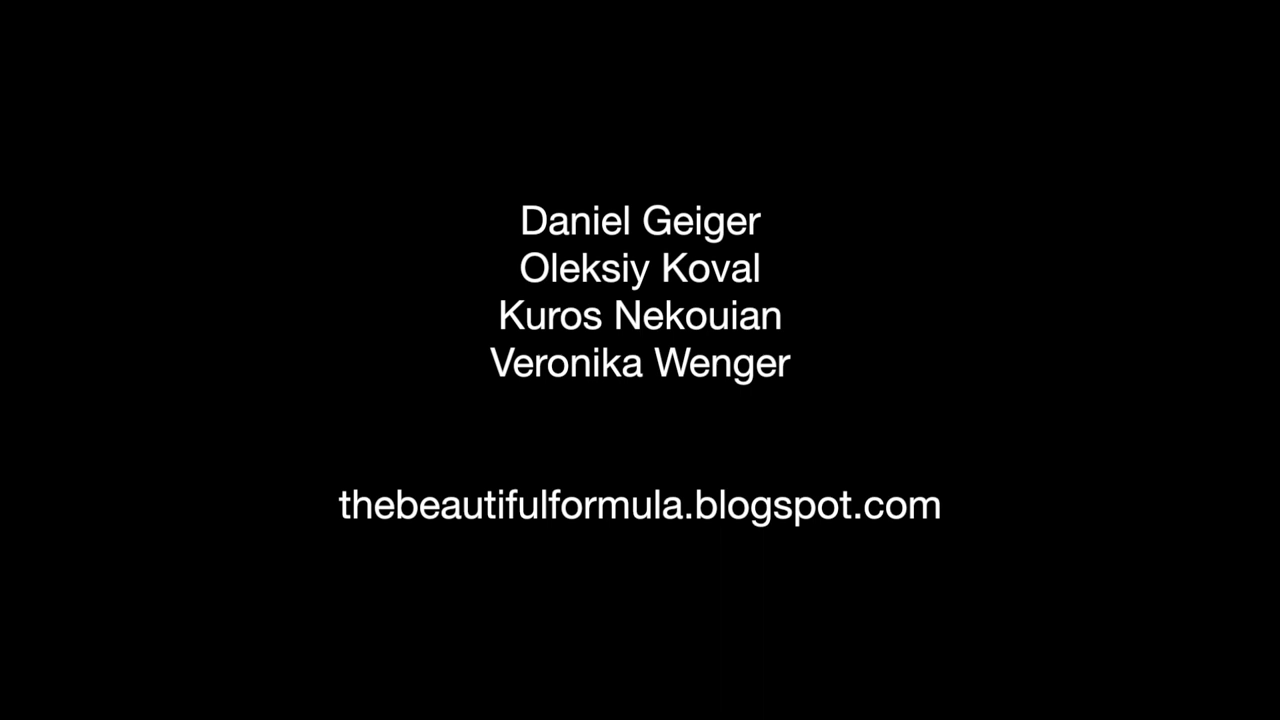 Daniel Geiger
Oleksiy Koval
Kuros Nekouian
Veronika Wenger
thebeautifulformula.blogspot.com